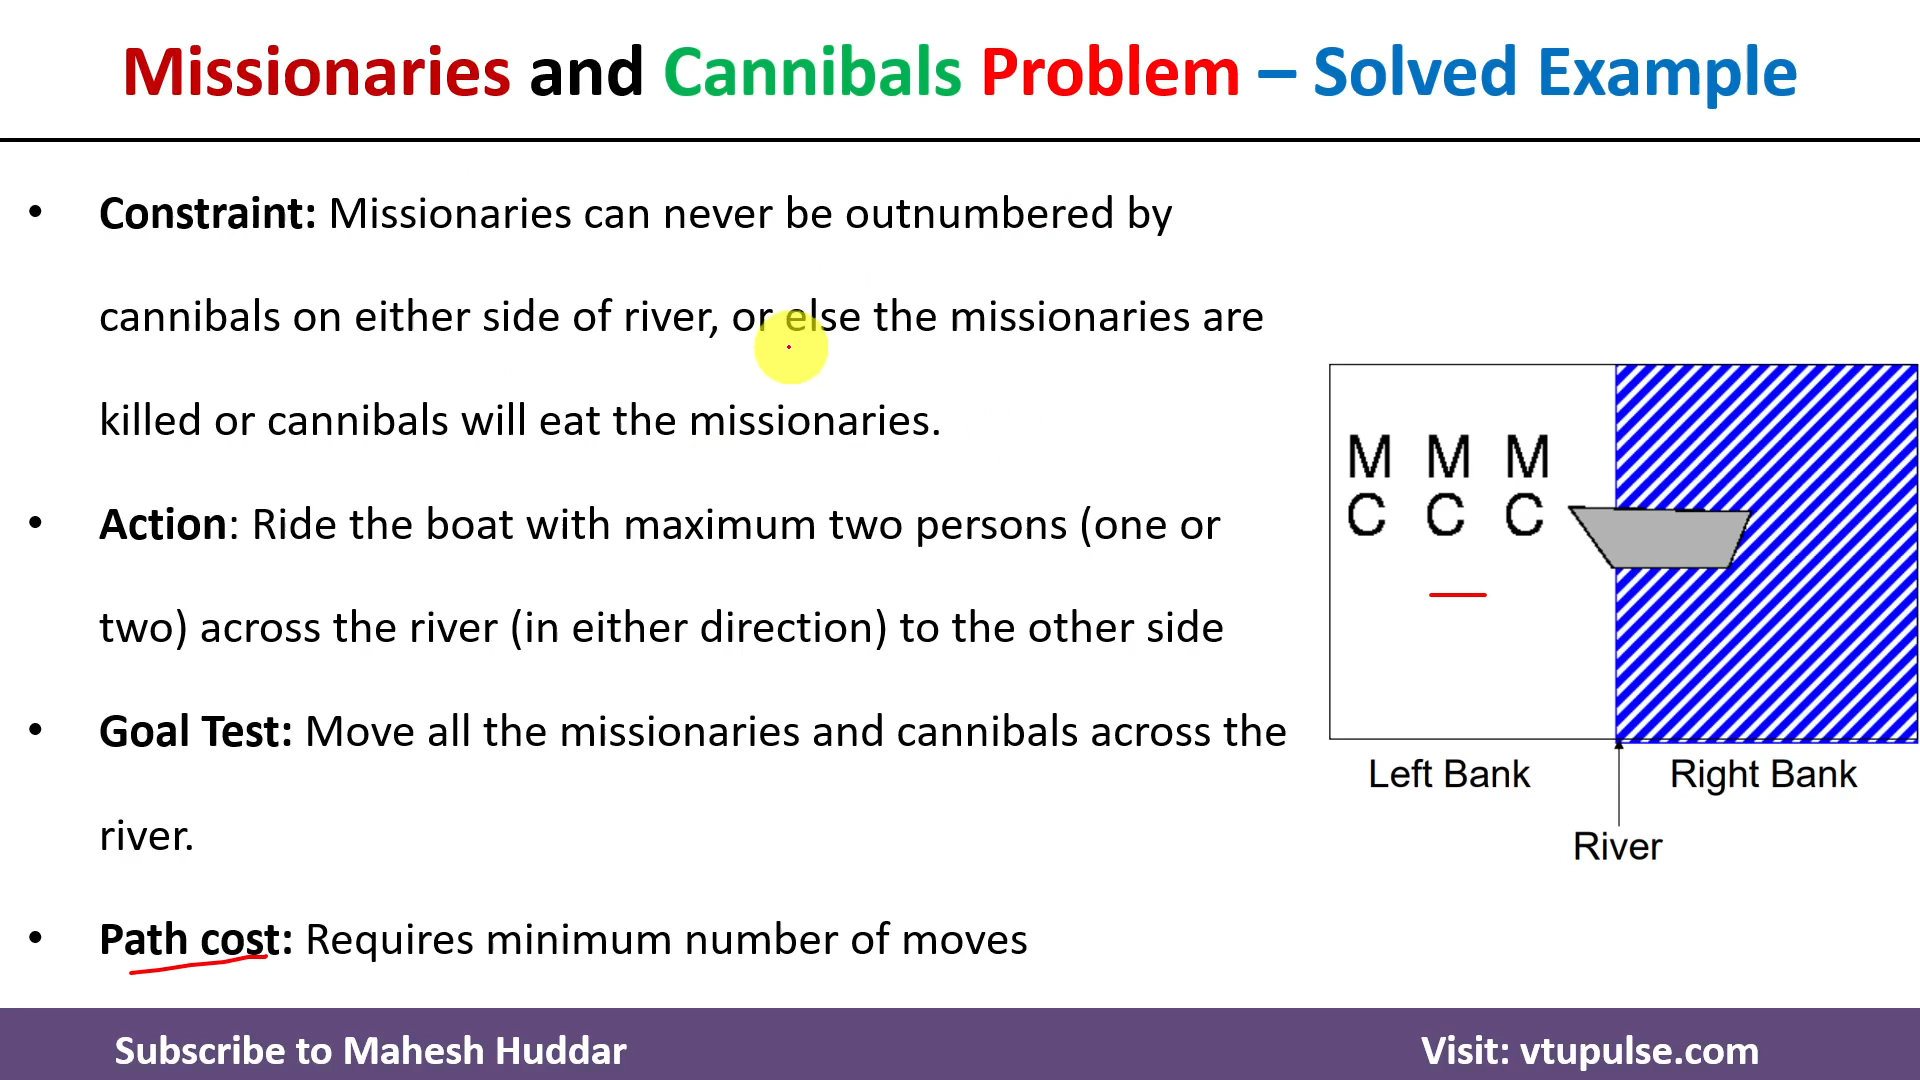 Missionaries and Cannibals Problem – Solved Example
• Constraint: Missionaries can never be outnumbered by
cannibals on either side of river, or else the missionaries are
killed or cannibals will eat the missionaries.
• Action: Ride the boat with maximum two persons (one or
two) across the river (in either direction) to the other side
• Goal Test: Move all the missionaries and cannibals across the
river.
• Path cost: Requires minimum number of moves
M M M
C C C
Left Bank
Right Bank
River
Subscribe to Mahesh Huddar
Visit: vtupulse.com